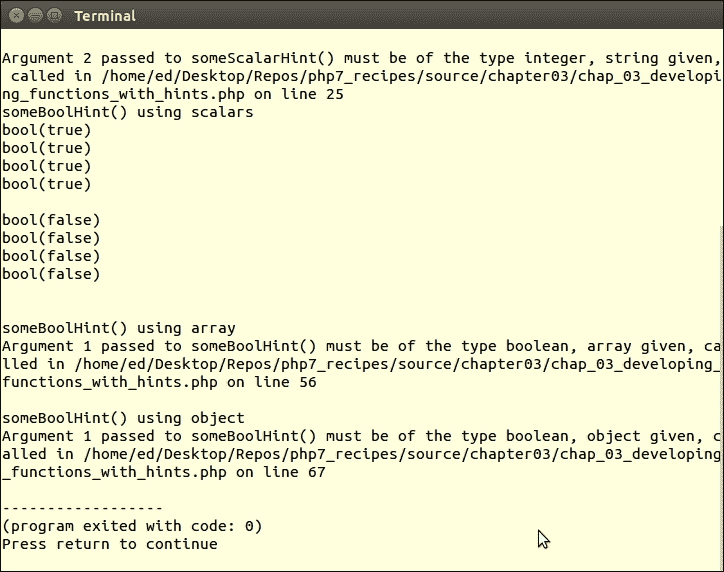 Terminal
Argument 2 passed to someScalarHint() must be of the type integer, string given,
 called in /home/ed/Desktop/Repos/php7_recipes/source/chapter03/chap_03_developi
ng_functions_with_hints.php on line 25
someBoolHint() using scalars
bool(true)
bool(true)
bool(true)
bool(true)
bool(false)
bool(false)
bool(false)
bool(false)
someBoolHint() using array
Argument 1 passed to someBoolHint() must be of the type boolean, array given, ca
lled in /home/ed/Desktop/Repos/php7_recipes/source/chapter03/chap_03_developing_
functions_with_hints.php on line 56
someBoolHint() using object
Argument 1 passed to someBoolHint() must be of the type boolean, object given, c
alled in /home/ed/Desktop/Repos/php7_recipes/source/chapter03/chap_03_developing
_functions_with_hints.php on line 67
------------------
(program exited with code: 0)
Press return to continue